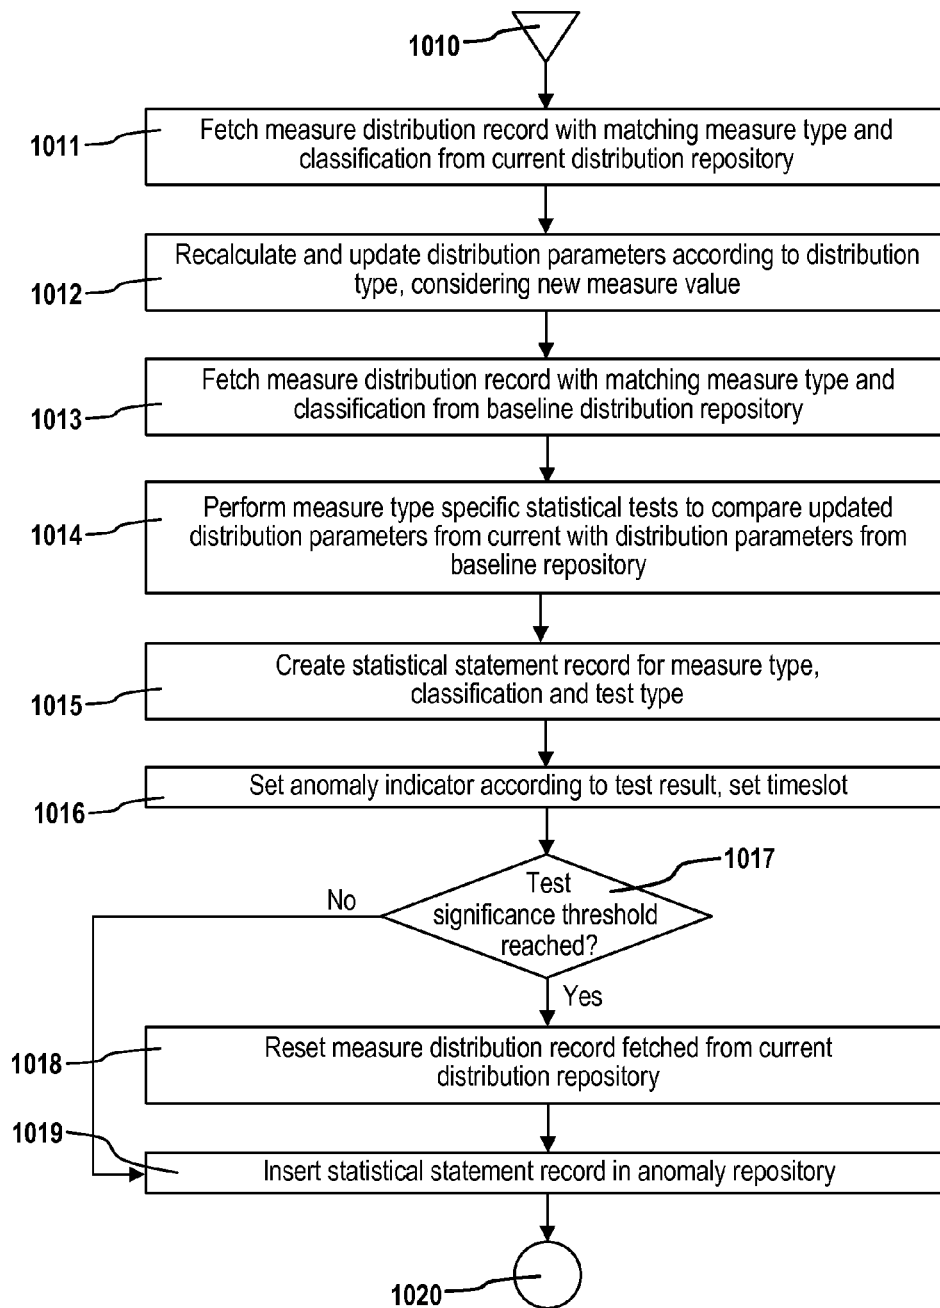 1010
Fetch measure distribution record with matching measure type and
1011
classification from current distribution repository
Recalculate and update distribution parameters according to distribution
1012
type, considering new measure value
Fetch measure distribution record with matching measure type and
1013
classification from baseline distribution repository
Perform measure type specific statistical tests to compare updated
1014
distribution parameters from current with distribution parameters from
baseline repository
Create statistical statement record for measure type,
1015
classification and test type
Set anomaly indicator according to test result, set timeslot
1016
1017
Test
No
significance threshold
reached?
Yes
Reset measure distribution record fetched from current
1018
distribution repository
1019
Insert statistical statement record in anomaly repository
1020